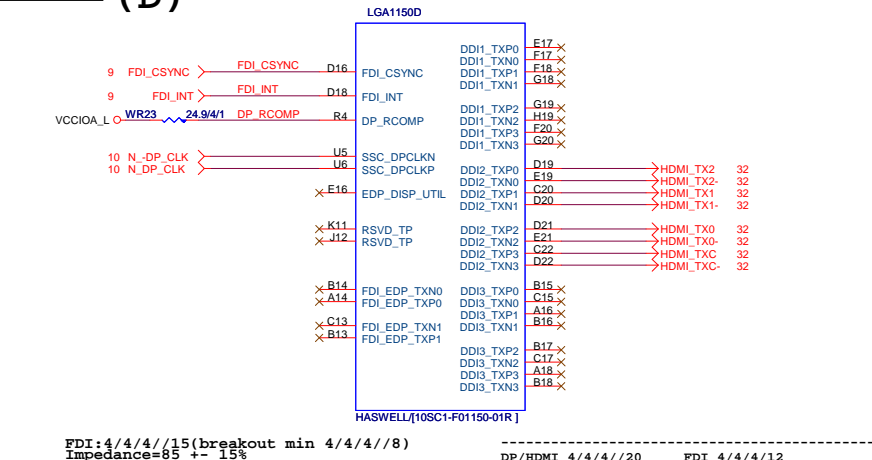 (D)
LGA1150D
9 FDI_CSYNC FDI_CSYNC D16 FDI_CSYNC
9 FDI_INT FDI_INT D18 FDI_INT
VCCIOA_L WR23 24.9/4/1 DP_RCOMP R4 DP_RCOMP
10 N_-DP_CLK U5 SSC_DPCLKN
10 N_DP_CLK U6 SSC_DPCLKP
E16 EDP_DISP_UTIL
K11 RSVD_TP
J12 RSVD_TP
B14 FDI_EDP_TXN0
A14 FDI_EDP_TXP0
C13 FDI_EDP_TXN1
B13 FDI_EDP_TXP1
DDI1_TXP0 E17
DDI1_TXN0 F17
DDI1_TXP1 F18
DDI1_TXN1 G18
DDI1_TXP2 G19
DDI1_TXN2 H19
DDI1_TXP3 F20
DDI1_TXN3 G20
DDI2_TXP0 D19 HDMI_TX2 32
DDI2_TXN0 E19 HDMI_TX2- 32
DDI2_TXP1 C20 HDMI_TX1 32
DDI2_TXN1 D20 HDMI_TX1- 32
DDI2_TXP2 D21 HDMI_TX0 32
DDI2_TXN2 E21 HDMI_TX0- 32
DDI2_TXP3 C22 HDMI_TXC 32
DDI2_TXN3 D22 HDMI_TXC- 32
DDI3_TXP0 B15
DDI3_TXN0 C15
DDI3_TXP1 A16
DDI3_TXN1 B16
DDI3_TXP2 B17
DDI3_TXN2 C17
DDI3_TXP3 A18
DDI3_TXN3 B18
HASWELL/[10SC1-F01150-01R ]
FDI:4/4/4//15(breakout min 4/4/4//8)
Impedance=85 +- 15%
DP/HDMI 4/4/4//20 FDI 4/4/4/12